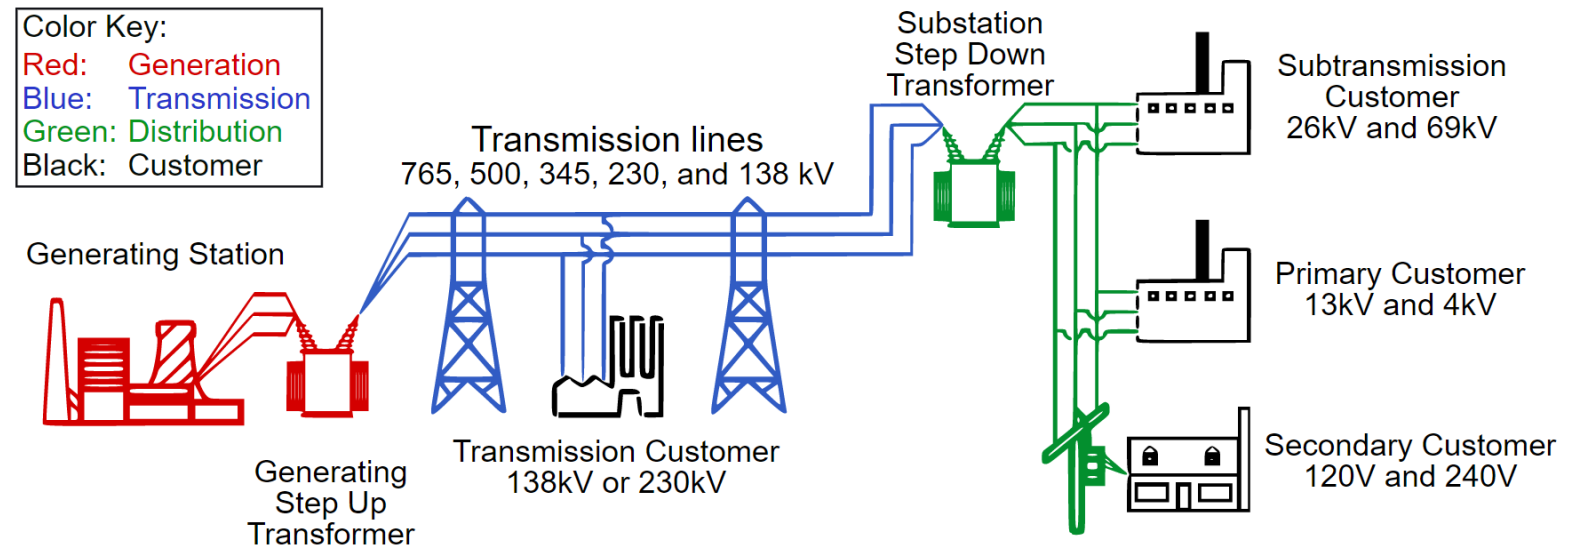 Color Key:
Red: Generation
Blue: Transmission
Green: Distribution
Black: Customer
Substation
Step Down
Transformer
Subtransmission
Customer
26kV and 69kV
Transmission lines
765, 500, 345, 230, and 138 kV
Generating Station
Primary Customer
13kV and 4kV
Transmission Customer
138kV or 230kV
Secondary Customer
120V and 240V
Generating
Step Up
Transformer